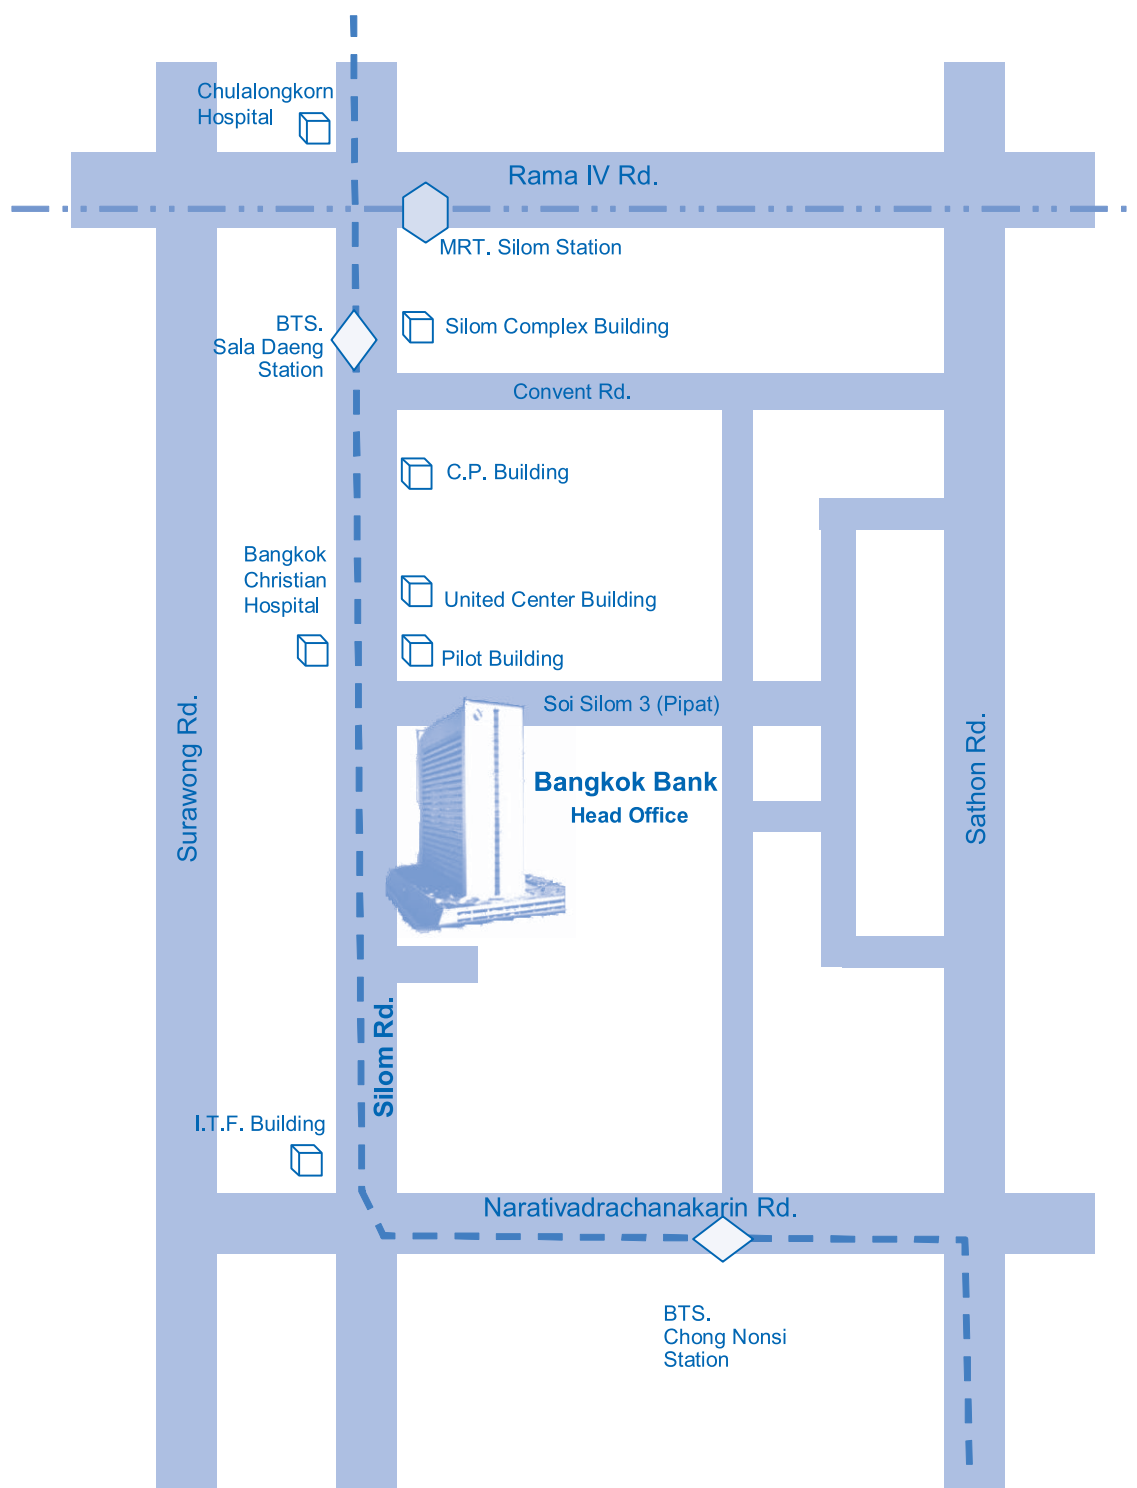 Chulalongkorn
Hospital
Rama IV Rd.
MRT. Silom Station
BTS.
Sala Daeng
Station
Silom Complex Building
Convent Rd.
C.P. Building
Bangkok
Christian
Hospital
United Center Building
Pilot Building
Soi Silom 3 (Pipat)
Surawong Rd.
Bangkok Bank
Head Office
Sathon Rd.
Silom Rd.
I.T.F. Building
Narativadrachanakarin Rd.
BTS.
Chong Nonsi
Station